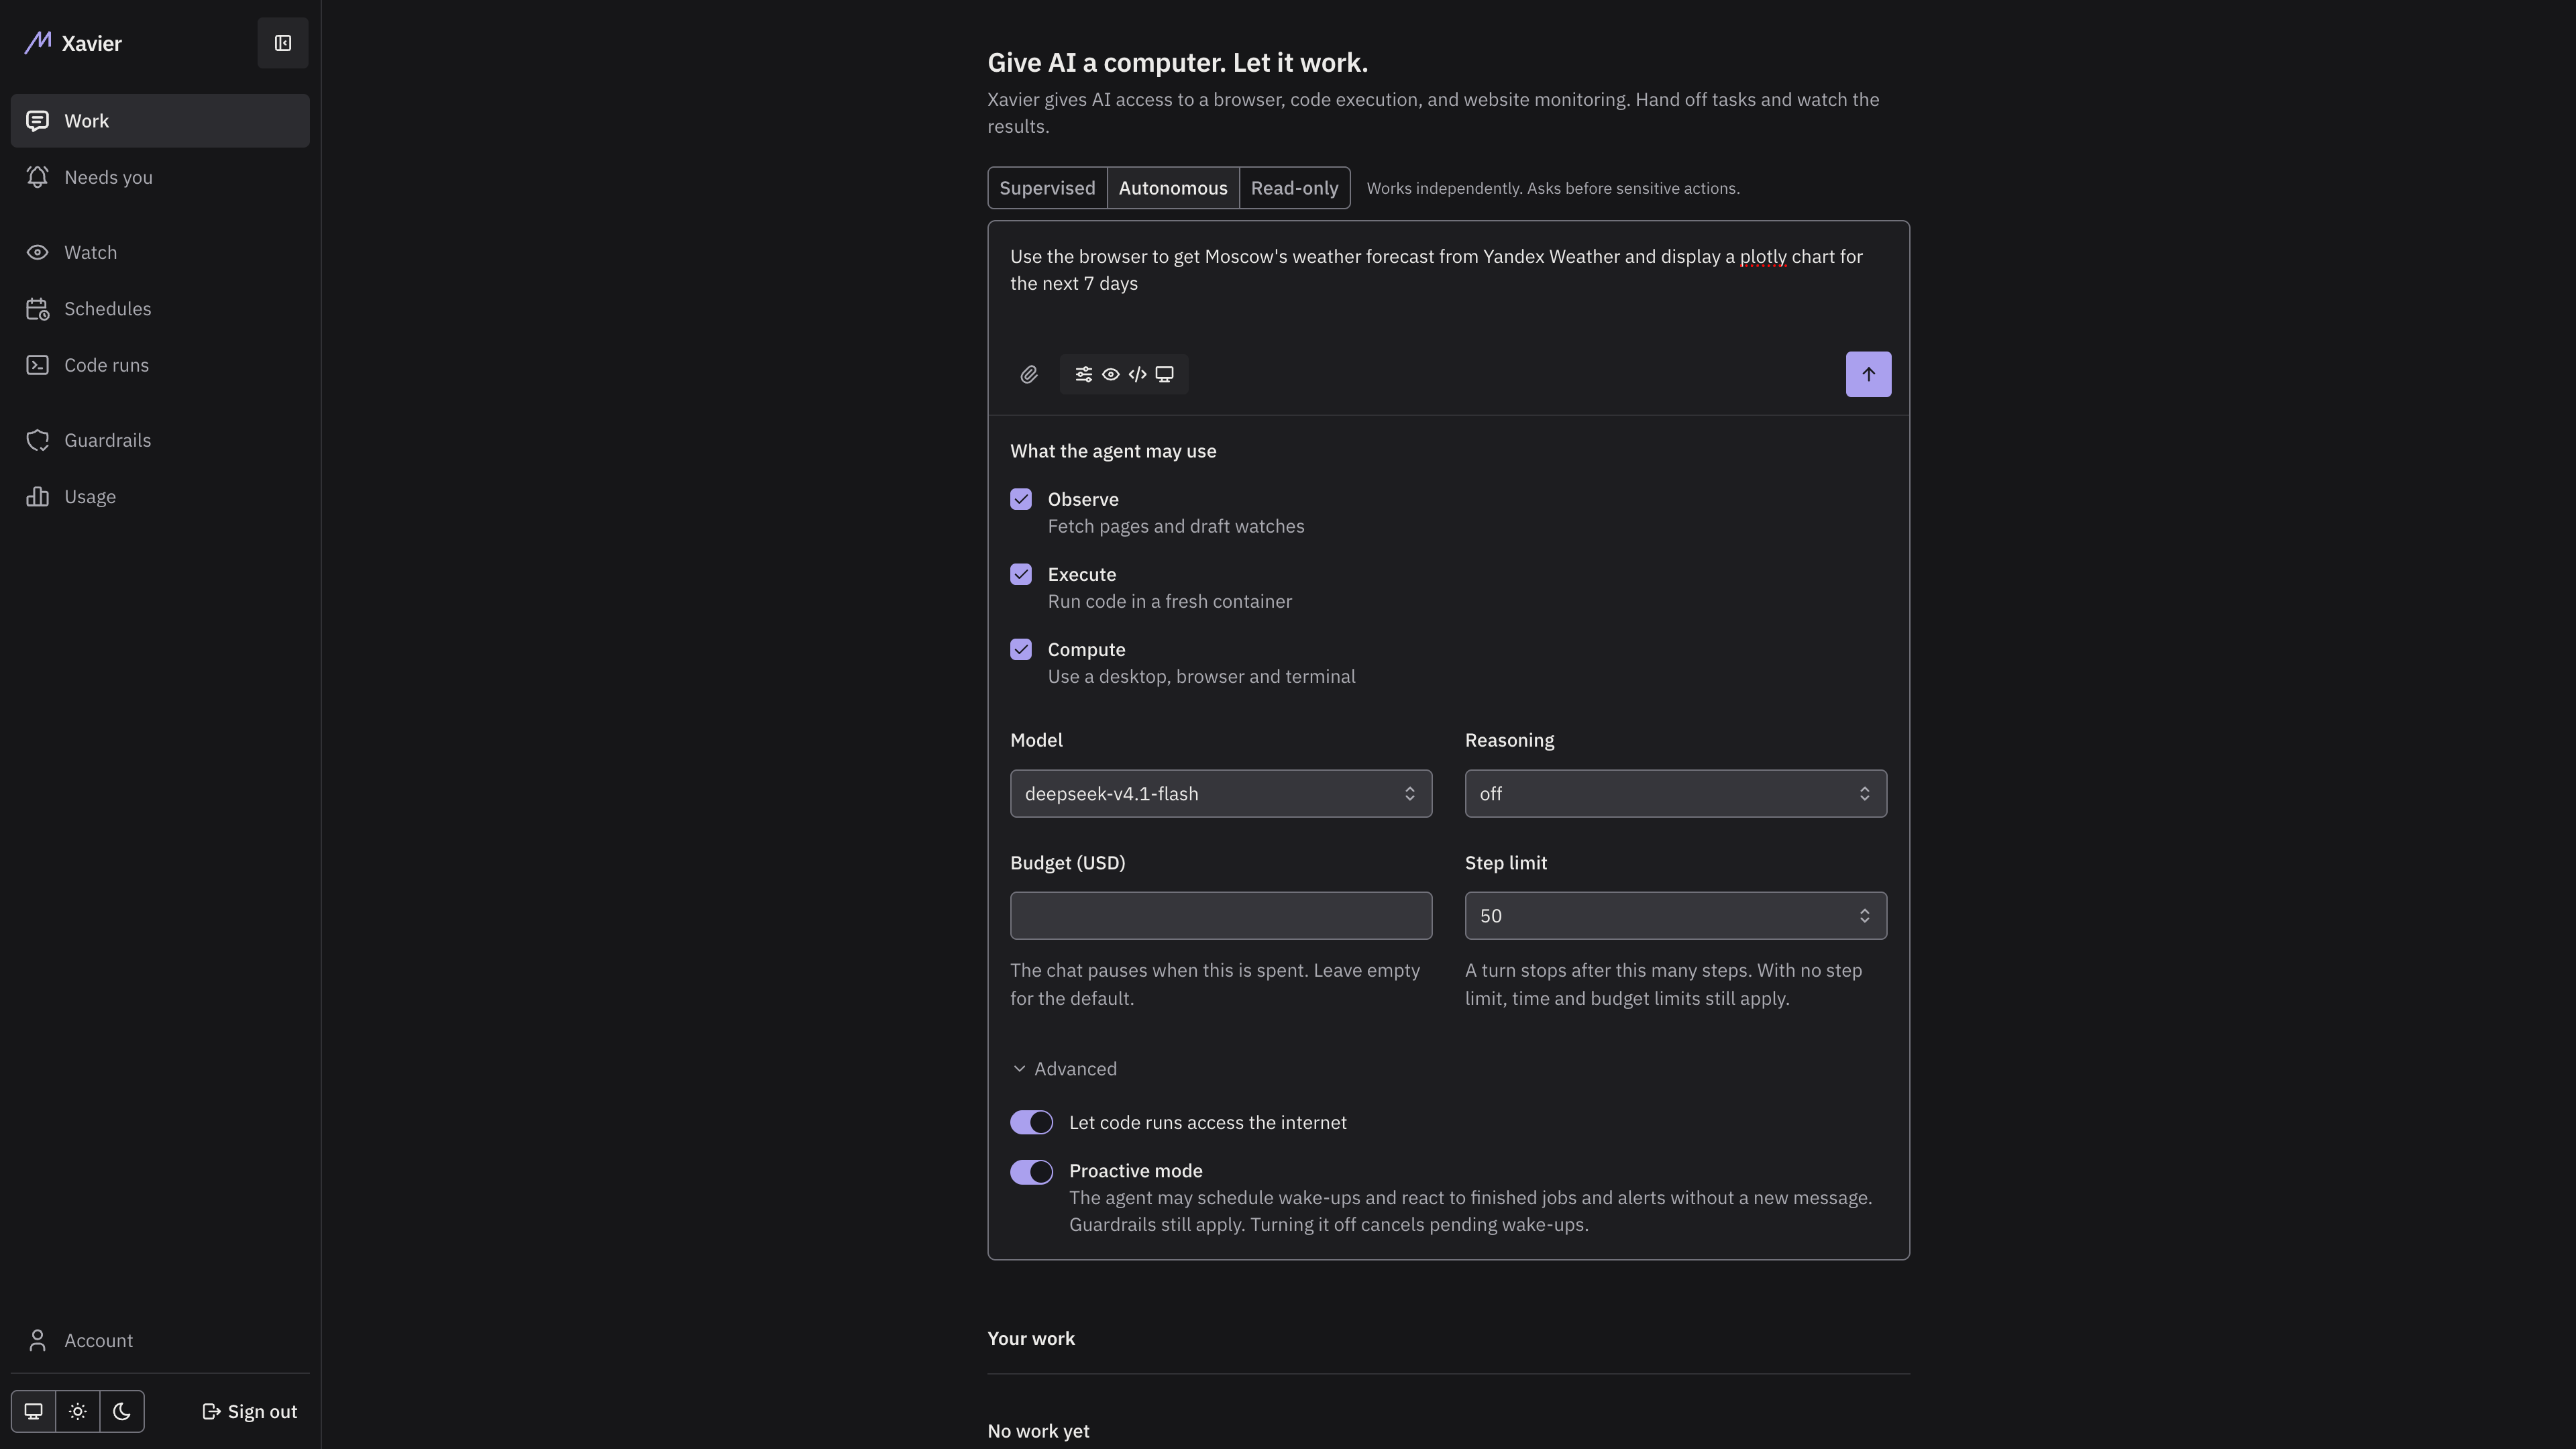 Xavier
Work
Needs you
Watch
Schedules
Code runs
Guardrails
Usage
Account
Sign out
Give AI a computer. Let it work.
Xavier gives AI access to a browser, code execution, and website monitoring. Hand off tasks and watch the
results.
Supervised
Autonomous
Read-only
Works independently. Asks before sensitive actions.
Use the browser to get Moscow's weather forecast from Yandex Weather and display a plotly chart for
the next 7 days
What the agent may use
Observe
Fetch pages and draft watches
Execute
Run code in a fresh container
Compute
Use a desktop, browser and terminal
Model
Reasoning
deepseek-v4.1-flash
off
Budget (USD)
Step limit
50
The chat pauses when this is spent. Leave empty
for the default.
A turn stops after this many steps. With no step
limit, time and budget limits still apply.
Advanced
Let code runs access the internet
Proactive mode
The agent may schedule wake-ups and react to finished jobs and alerts without a new message.
Guardrails still apply. Turning it off cancels pending wake-ups.
Your work
No work yet